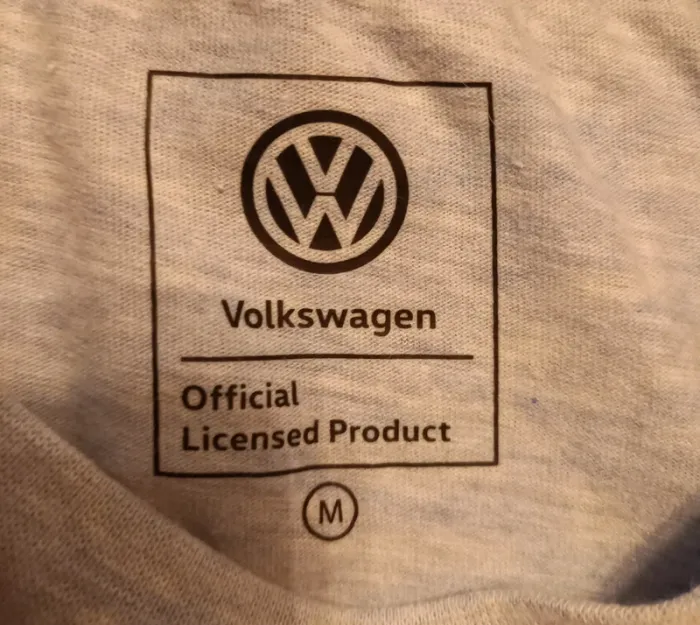 Volkswagen
Official
Licensed Product
M